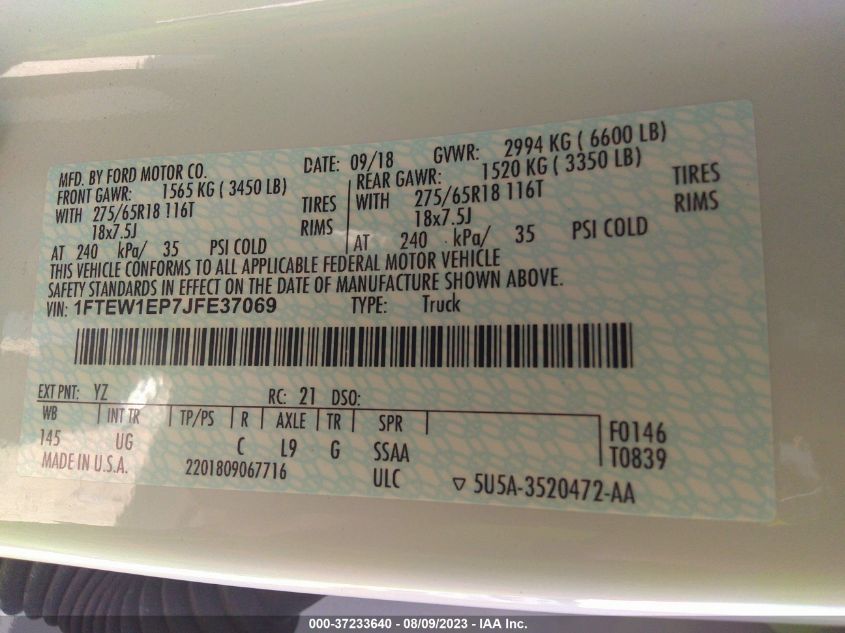 MFD. BY FORD MOTOR CO. DATE: 09/18 GVWR: 2994 KG ( 6600 LB)
FRONT GAWR: 1565 KG ( 3450 LB) REAR GAWR: 1520 KG ( 3350 LB)
WITH 275/65R18 116T TIRES WITH 275/65R18 116T TIRES
18x7.5J RIMS 18x7.5J RIMS
AT 240 kPa/ 35 PSI COLD AT 240 kPa/ 35 PSI COLD
THIS VEHICLE CONFORMS TO ALL APPLICABLE FEDERAL MOTOR VEHICLE
SAFETY STANDARDS IN EFFECT ON THE DATE OF MANUFACTURE SHOWN ABOVE.
VIN: 1FTEW1EP7JFE37069 TYPE: Truck
EXT PNT: YZ RC: 21 DSO:
WB INT TR TP/PS R AXLE TR SPR
145 UG C L9 G SSAA F0146
T0839
MADE IN U.S.A. 2201809067716 ULC ▽ 5U5A-3520472-AA
000-37233640 - 08/09/2023 - IAA Inc.